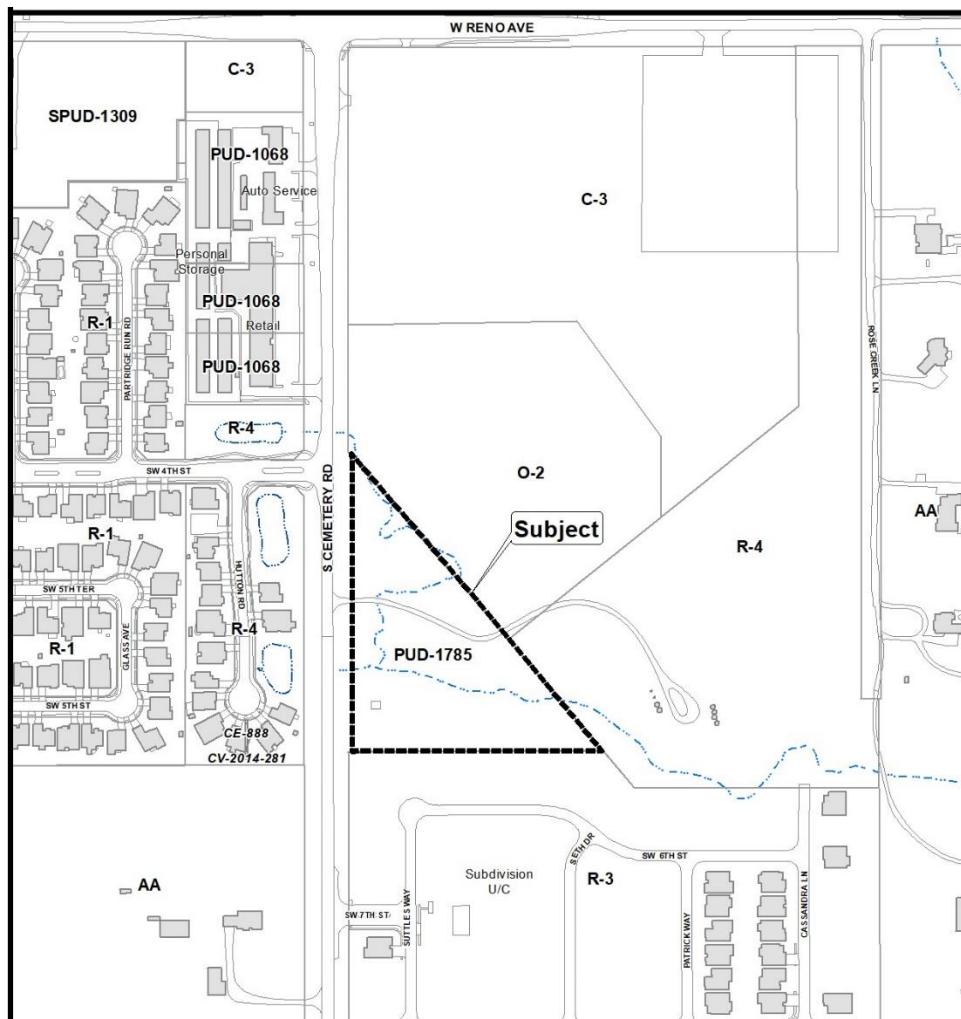 W RENO AVE
C-3
SPUD-1309
PUD-1068
Auto Service
C-3
Personal
Storage
PUD-1068
Retail
R-1
PARTRIDGE RUN RD
ROSE CREEK LN
PUD-1068
R-4
SW 4TH ST
S CEMETERY RD
O-2
Subject
AA
R-1
R-4
SW 5TH TER
HUTTON RD
R-4
R-1
GLASS AVE
PUD-1785
SW 5TH ST
CE-888
CV-2014-281
S ETH DR
SW 6TH ST
Subdivision
U/C
R-3
AA
SW 7TH ST
SUTTLES WAY
PATRICK WAY
CASSANDRA LN